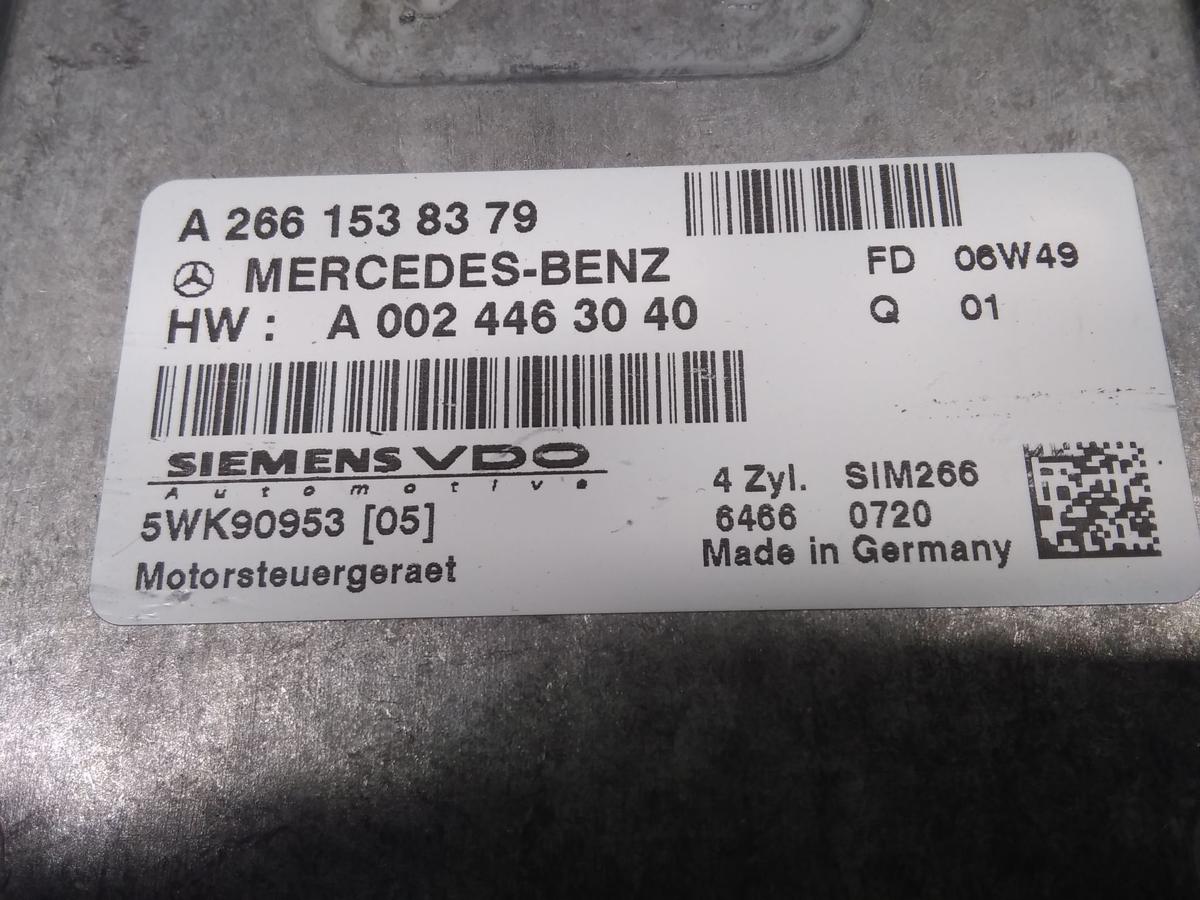 A 266 153 83 79
MERCEDES-BENZ
FD 06W49
HW : A 002 446 30 40
Q 01
SIEMENS VDO
Automotive
5WK90953 [05]
4 Zyl. SIM266
6466 0720
Made in Germany
Motorsteuergeraet